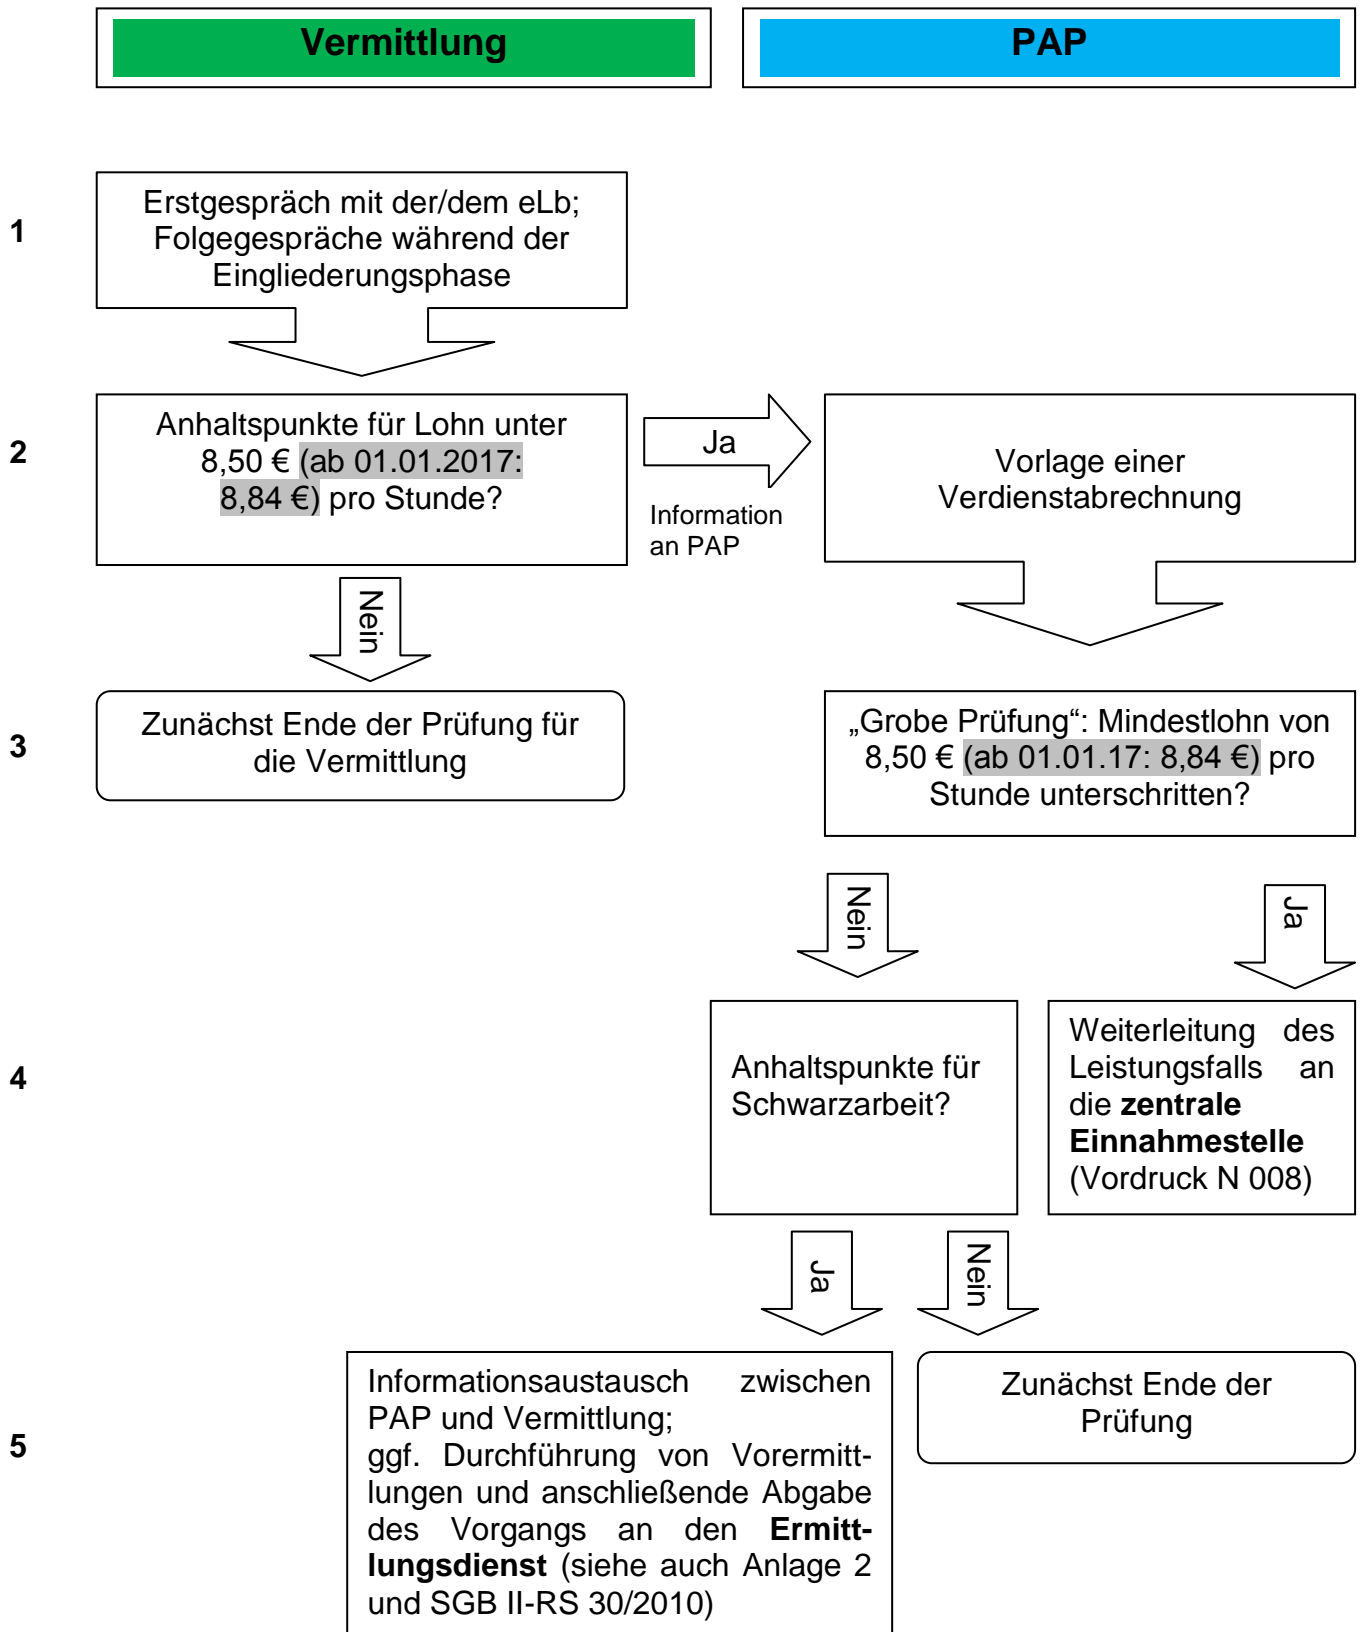 Vermittlung
PAP
1
Erstgespräch mit der/dem eLb;
Folgegespräche während der
Eingliederungsphase
2
Anhaltspunkte für Lohn unter
8,50 € (ab 01.01.2017:
8,84 €) pro Stunde?
Ja
Information
an PAP
Vorlage einer
Verdienstabrechnung
Nein
3
Zunächst Ende der Prüfung für
die Vermittlung
„Grobe Prüfung“: Mindestlohn von
8,50 € (ab 01.01.17: 8,84 €) pro
Stunde unterschritten?
Nein
Ja
4
Anhaltspunkte für
Schwarzarbeit?
Weiterleitung des
Leistungsfalls an
die zentrale
Einnahmestelle
(Vordruck N 008)
Ja
Nein
5
Informationsaustausch zwischen
PAP und Vermittlung;
ggf. Durchführung von Vorermitt-
lungen und anschließende Abgabe
des Vorgangs an den Ermitt-
lungsdienst (siehe auch Anlage 2
und SGB II-RS 30/2010)
Zunächst Ende der
Prüfung